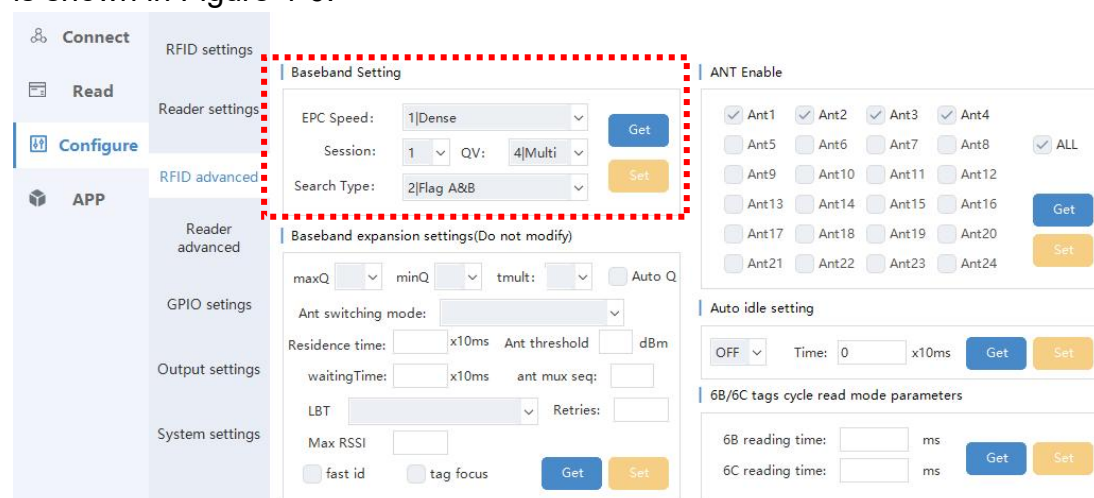 Connect
Read
Configure
APP
RFID settings
Reader settings
RFID advanced
Reader
advanced
GPIO setings
Output settings
System settings
Baseband Setting
EPC Speed: 1|Dense
Session: 1 QV: 4|Multi
Search Type: 2|Flag A&B
Get
Set
Baseband expansion settings(Do not modify)
maxQ minQ tmult: Auto Q
Ant switching mode:
Residence time: x10ms Ant threshold dBm
waitingTime: x10ms ant mux seq:
LBT Retries:
Max RSSI
fast id tag focus Get Set
ANT Enable
Ant1 Ant2 Ant3 Ant4
Ant5 Ant6 Ant7 Ant8 ALL
Ant9 Ant10 Ant11 Ant12
Ant13 Ant14 Ant15 Ant16 Get
Ant17 Ant18 Ant19 Ant20
Ant21 Ant22 Ant23 Ant24 Set
Auto idle setting
OFF Time: 0 x10ms Get Set
6B/6C tags cycle read mode parameters
6B reading time: ms
6C reading time: ms
Get Set